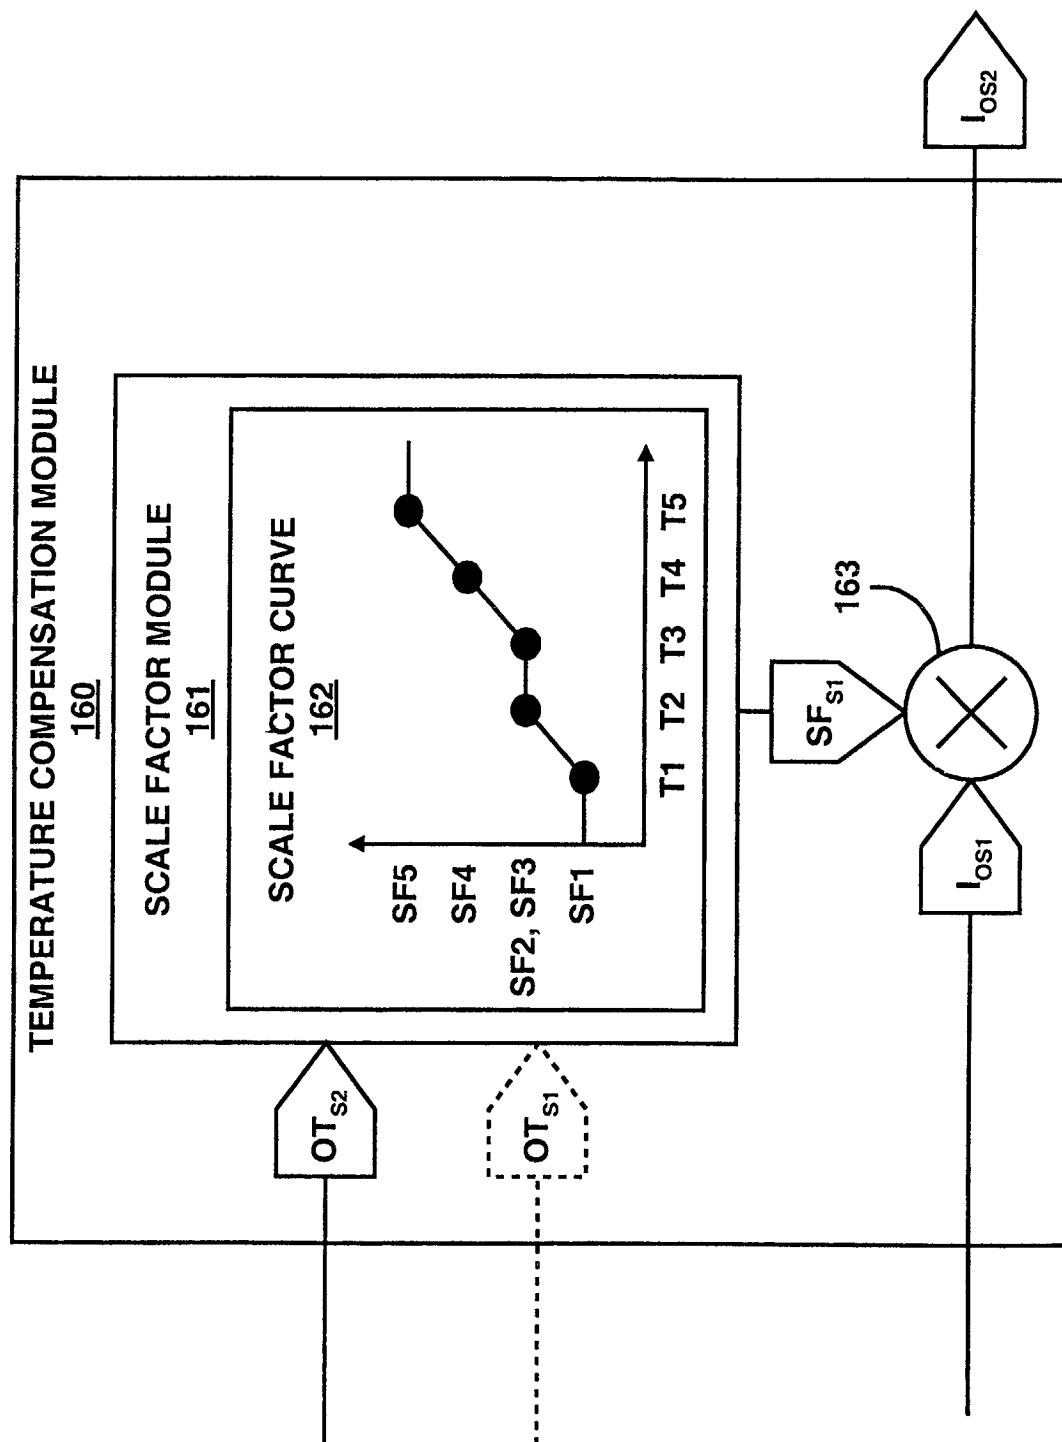 TEMPERATURE COMPENSATION MODULE
160
SCALE FACTOR MODULE
161
SCALE FACTOR CURVE
162
SF5
SF4
SF2, SF3
SF1
T1 T2 T3 T4 T5
OTS2
OTS1
SFS1
163
IOS1
IOS2